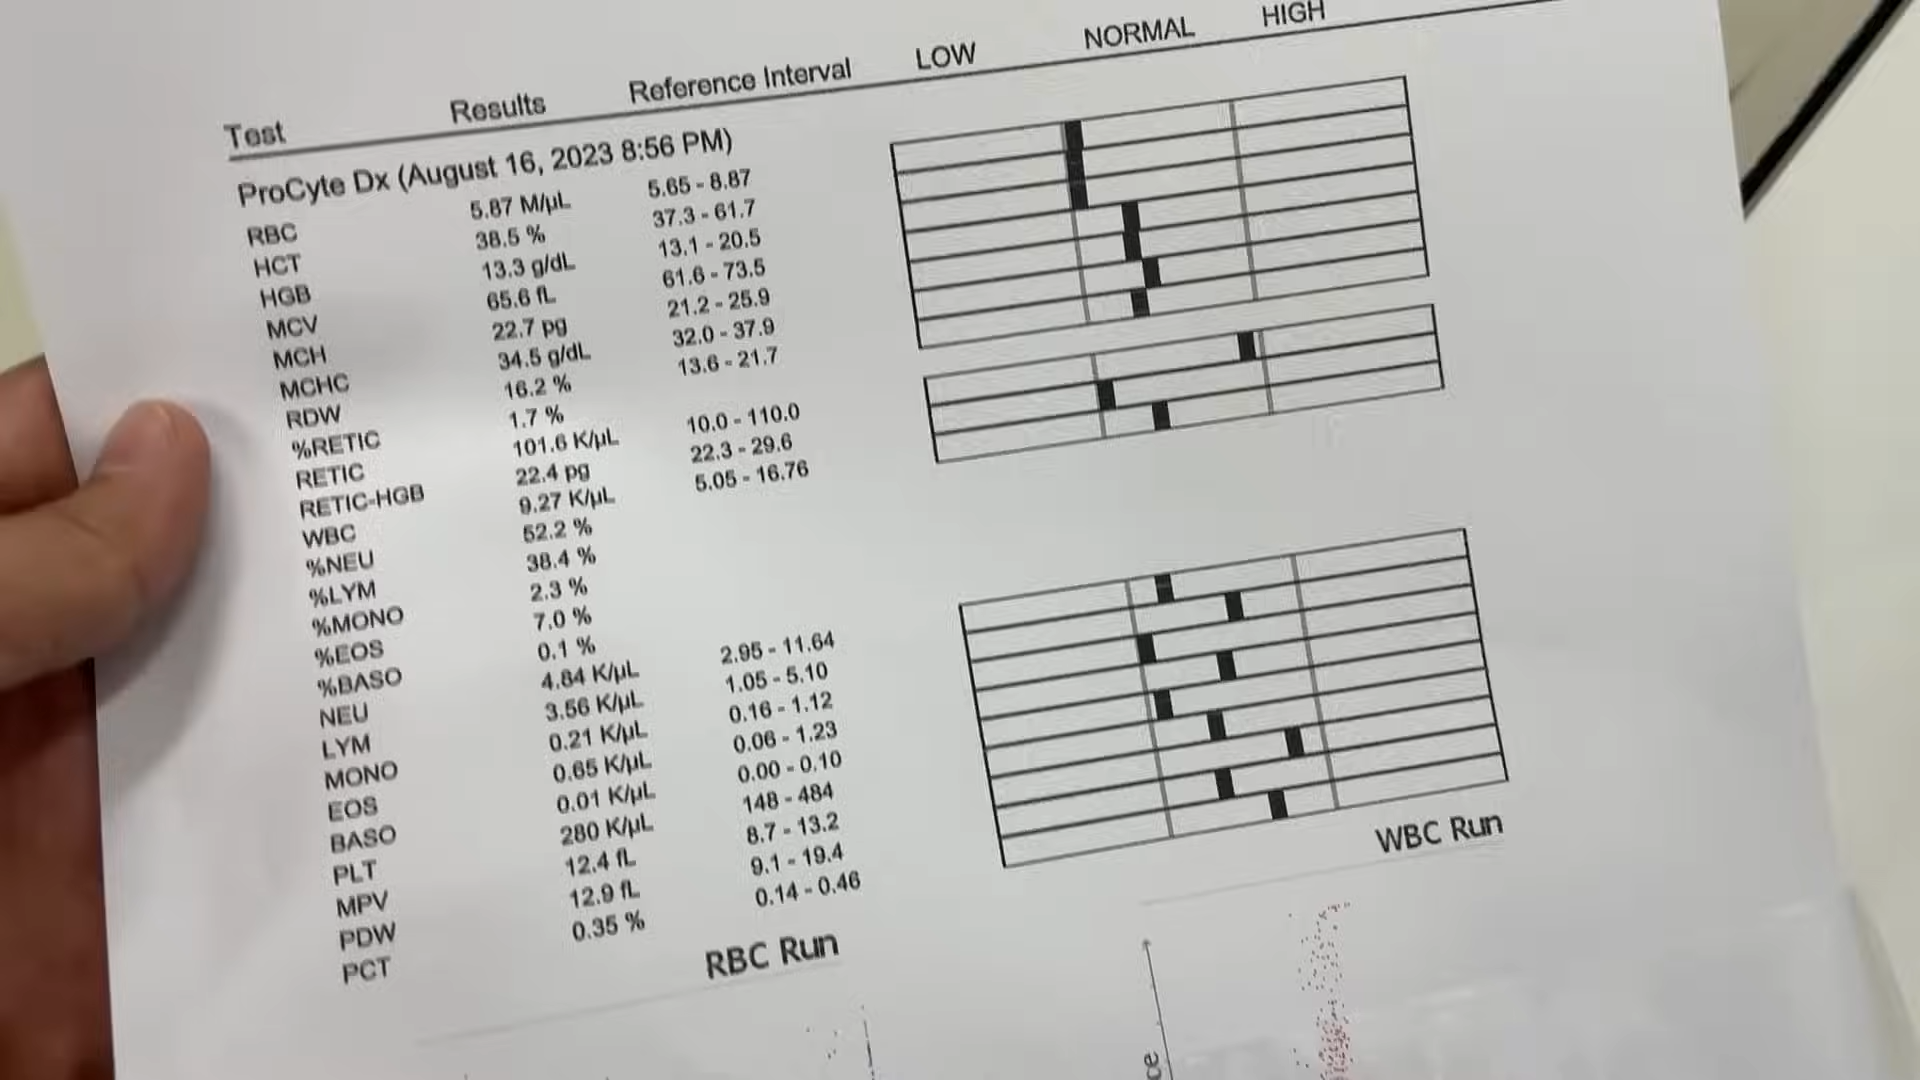 Test Results Reference Interval LOW NORMAL HIGH
ProCyte Dx (August 16, 2023 8:56 PM)
RBC 5.87 M/µL 5.65 - 8.87
HCT 38.5 % 37.3 - 61.7
HGB 13.3 g/dL 13.1 - 20.5
MCV 65.6 fL 61.6 - 73.5
MCH 22.7 pg 21.2 - 25.9
MCHC 34.5 g/dL 32.0 - 37.9
RDW 16.2 % 13.6 - 21.7
%RETIC 1.7 %
RETIC 101.6 K/µL 10.0 - 110.0
RETIC-HGB 22.4 pg 22.3 - 29.6
WBC 9.27 K/µL 5.05 - 16.76
%NEU 52.2 %
%LYM 38.4 %
%MONO 2.3 %
%EOS 7.0 %
%BASO 0.1 %
NEU 4.84 K/µL 2.95 - 11.64
LYM 3.56 K/µL 1.05 - 5.10
MONO 0.21 K/µL 0.16 - 1.12
EOS 0.65 K/µL 0.06 - 1.23
BASO 0.01 K/µL 0.00 - 0.10
PLT 280 K/µL 148 - 484
MPV 12.4 fL 8.7 - 13.2
PDW 12.9 fL 9.1 - 19.4
PCT 0.35 % 0.14 - 0.46
RBC Run WBC Run